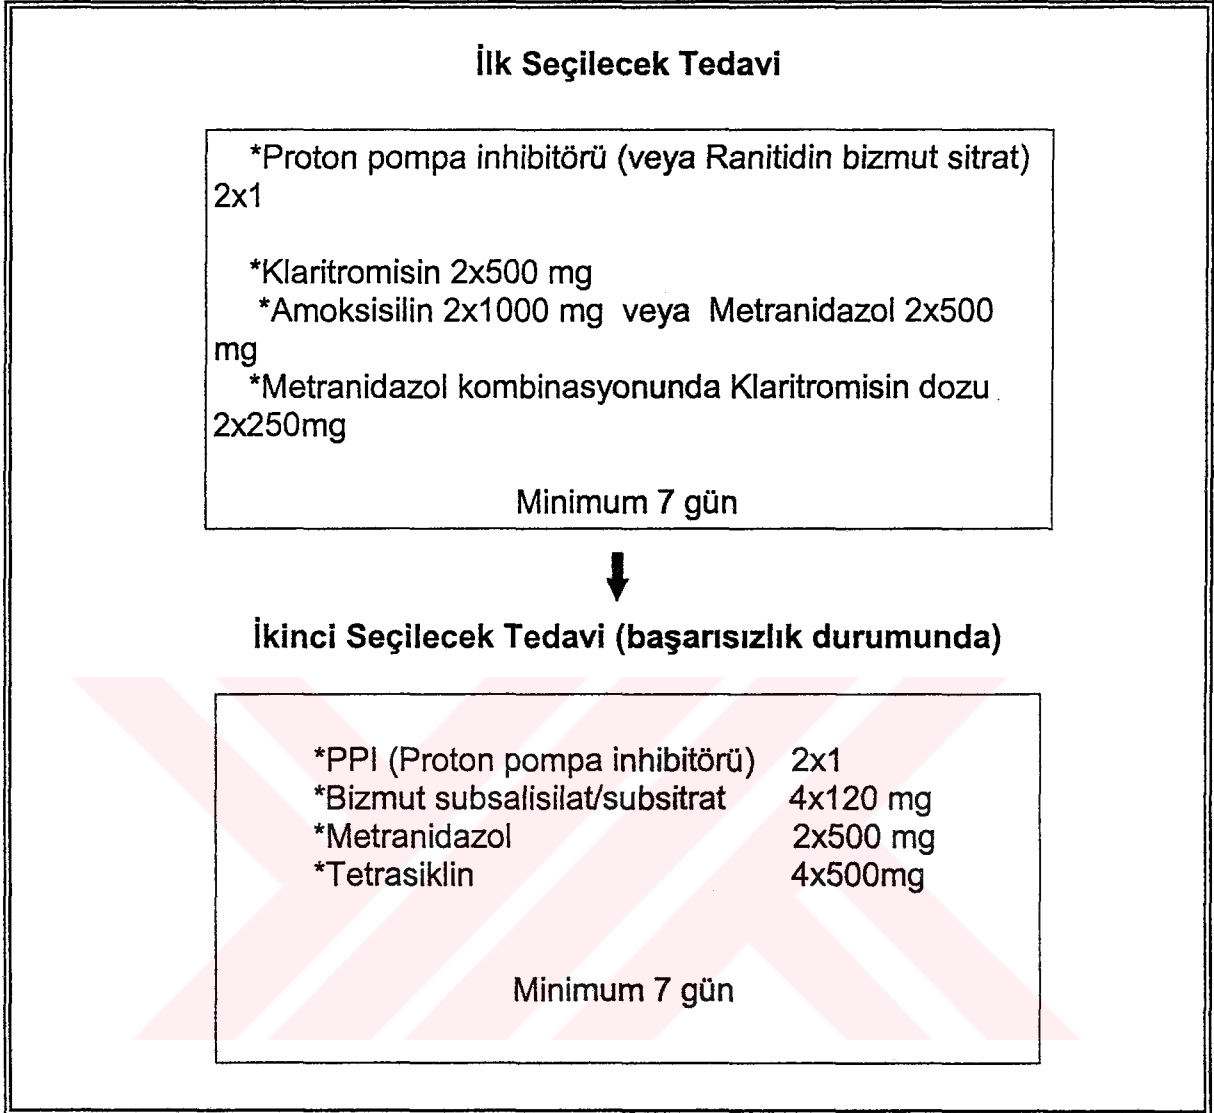 İlk Seçilecek Tedavi
*Proton pompa inhibitörü (veya Ranitidin bizmut sitrat)
2x1
*Klaritromisin 2x500 mg
*Amoksisilin 2x1000 mg veya Metranidazol 2x500
mg
*Metranidazol kombinasyonunda Klaritromisin dozu
2x250mg
Minimum 7 gün
İkinci Seçilecek Tedavi (başarısızlık durumunda)
*PPI (Proton pompa inhibitörü) 2x1
*Bizmut subsalisilat/subsitrat 4x120 mg
*Metranidazol 2x500 mg
*Tetrasiklin 4x500mg
Minimum 7 gün